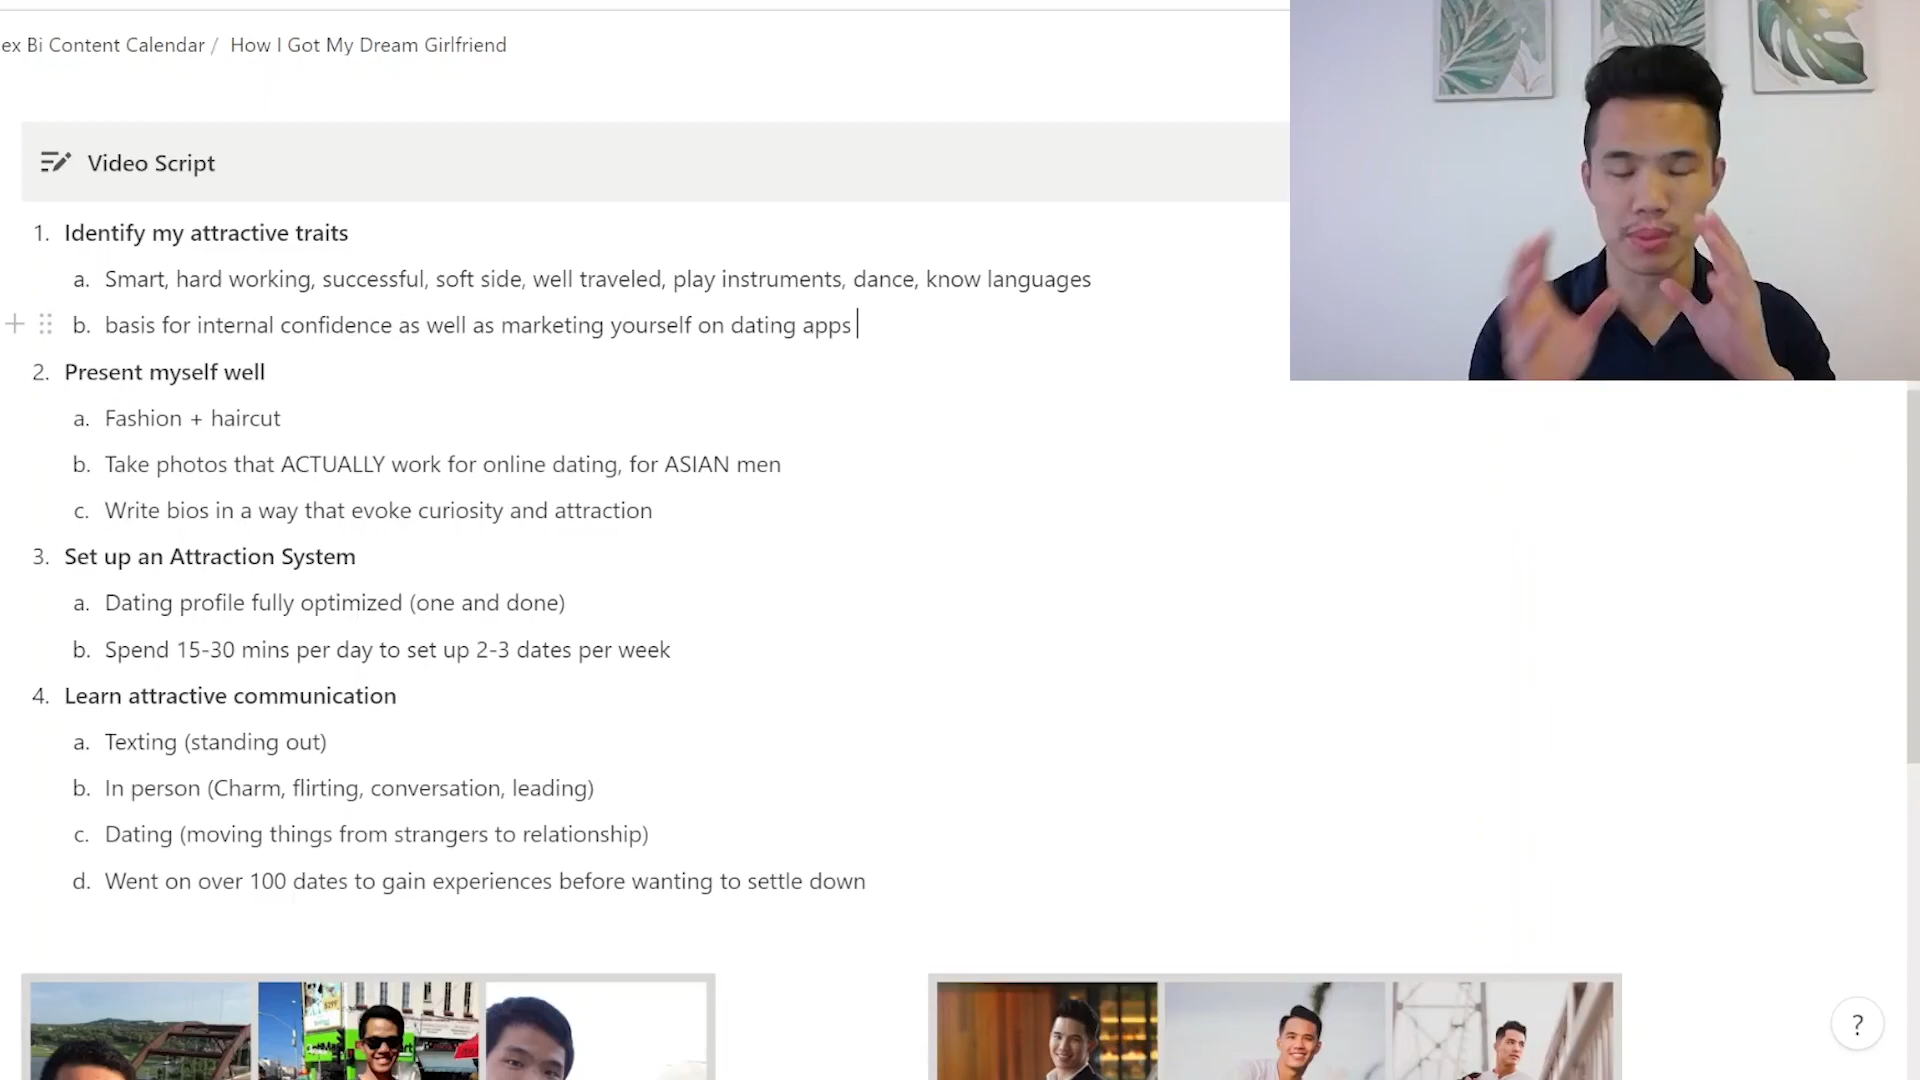 ex Bi Content Calendar / How I Got My Dream Girlfriend
Video Script
1. Identify my attractive traits
a. Smart, hard working, successful, soft side, well traveled, play instruments, dance, know languages
b. basis for internal confidence as well as marketing yourself on dating apps
2. Present myself well
a. Fashion + haircut
b. Take photos that ACTUALLY work for online dating, for ASIAN men
c. Write bios in a way that evoke curiosity and attraction
3. Set up an Attraction System
a. Dating profile fully optimized (one and done)
b. Spend 15-30 mins per day to set up 2-3 dates per week
4. Learn attractive communication
a. Texting (standing out)
b. In person (Charm, flirting, conversation, leading)
c. Dating (moving things from strangers to relationship)
d. Went on over 100 dates to gain experiences before wanting to settle down
?